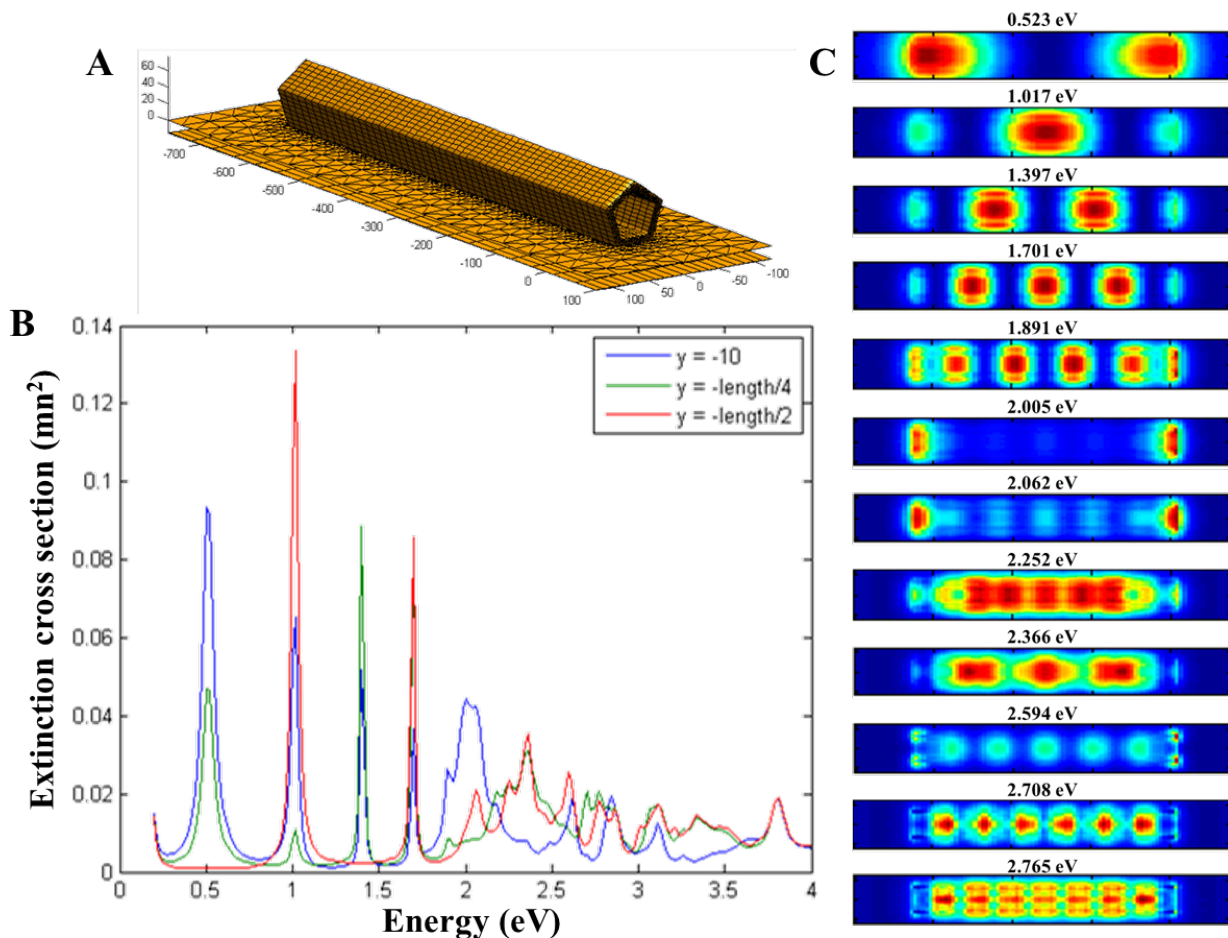 A
60
40
20
0
-700
-600
-500
-400
-300
-200
-100
0
100
100
50
0
-50
-100
B
0.14
0.12
0.1
0.08
0.06
0.04
0.02
0
0
0.5
1
1.5
2
2.5
3
3.5
4
Extinction cross section (mn²)
Energy (eV)
y = -10
y = -length/4
y = -length/2
C
0.523 eV
1.017 eV
1.397 eV
1.701 eV
1.891 eV
2.005 eV
2.062 eV
2.252 eV
2.366 eV
2.594 eV
2.708 eV
2.765 eV